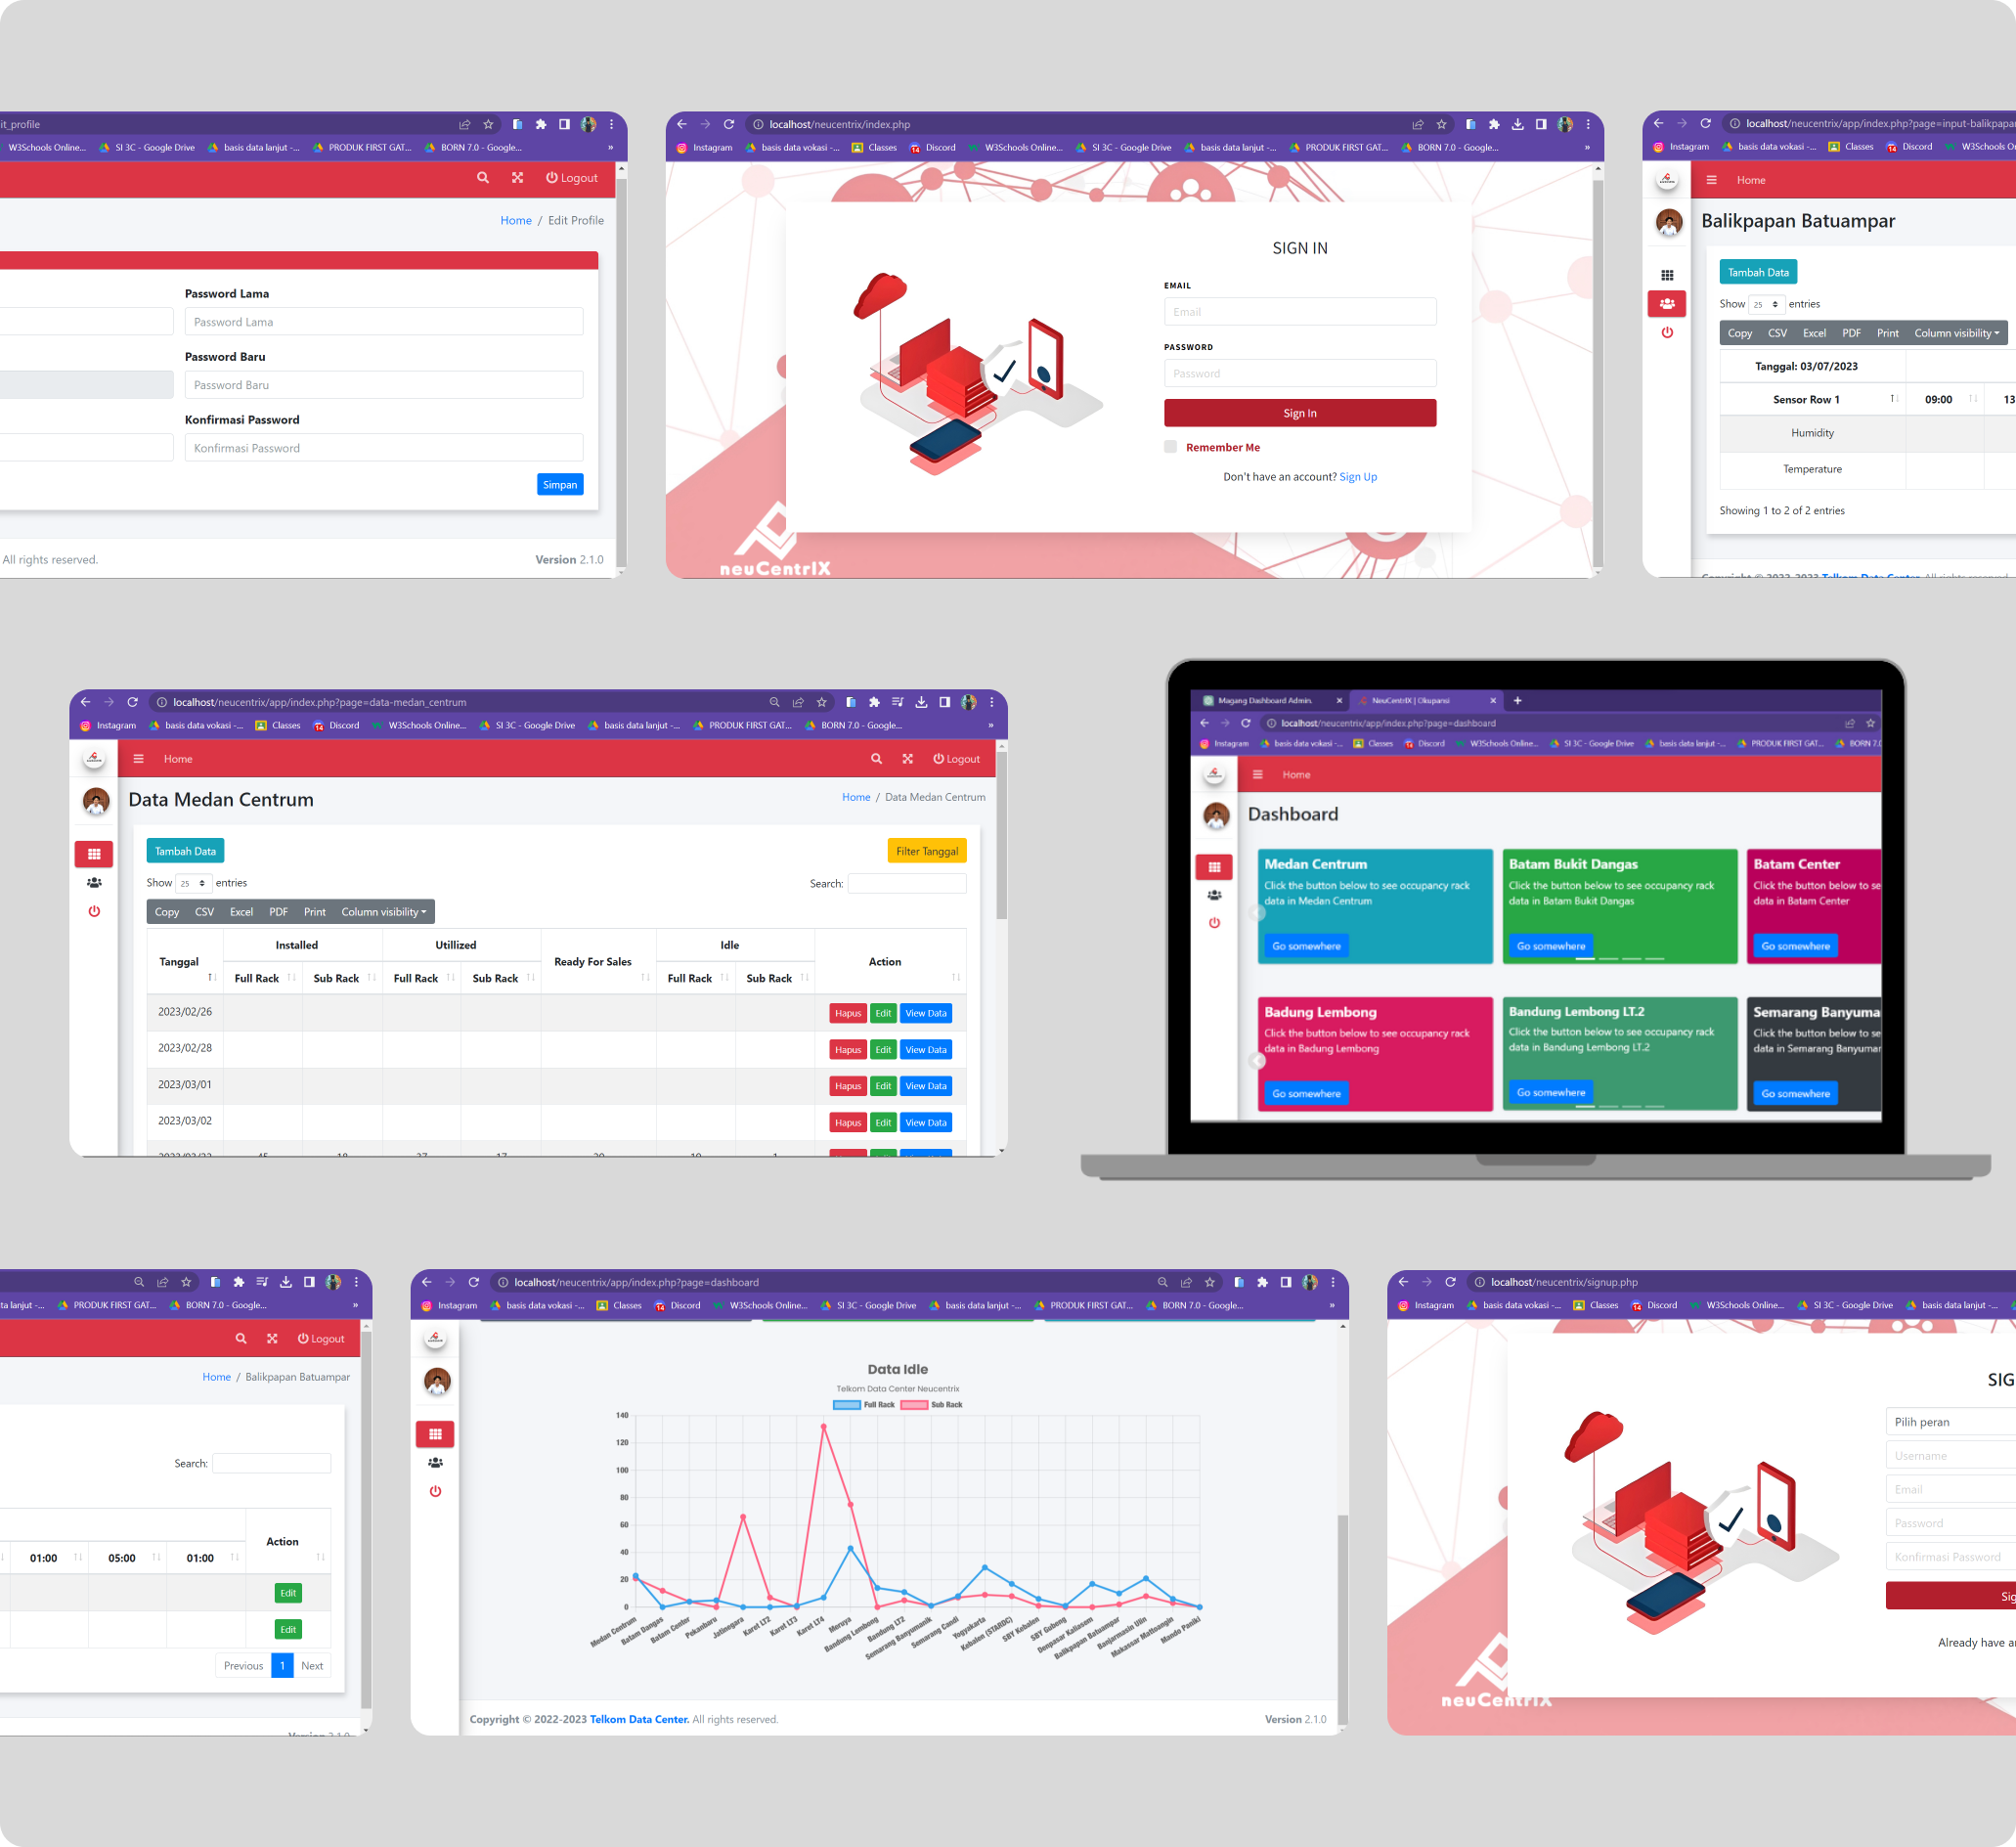 it_profile
W3Schools Online... SI 3C - Google Drive basis data lanjut -... PRODUK FIRST GAT... BORN 7.0 - Google... »
Logout
Home / Edit Profile
Password Lama
Password Lama
Password Baru
Password Baru
Konfirmasi Password
Konfirmasi Password
Simpan
All rights reserved.
Version 2.1.0
localhost/neucentrix/index.php
Instagram basis data vokasi -... Classes Discord W3Schools Online... SI 3C - Google Drive basis data lanjut -... PRODUK FIRST GAT... BORN 7.0 - Google... »
SIGN IN
EMAIL
Email
PASSWORD
Password
Sign In
Remember Me
Don't have an account? Sign Up
neuCentrIX
localhost/neucentrix/app/index.php?page=input-balikpapan
Instagram basis data vokasi -... Classes Discord W3Schools On
Home
Balikpapan Batuampar
Tambah Data
Show 25 entries
Copy CSV Excel PDF Print Column visibility
Tanggal: 03/07/2023
Sensor Row 1 09:00 13
Humidity
Temperature
Showing 1 to 2 of 2 entries
Copyright © 2022-2023 Telkom Data Center. All rights reserved.
localhost/neucentrix/app/index.php?page=data-medan_centrum
Instagram basis data vokasi -... Classes Discord W3Schools Online... SI 3C - Google Drive basis data lanjut -... PRODUK FIRST GAT... BORN 7.0 - Google... »
Home
Logout
Data Medan Centrum
Home / Data Medan Centrum
Tambah Data
Filter Tanggal
Show 25 entries
Search:
Copy CSV Excel PDF Print Column visibility
Tanggal Installed Utillized Ready For Sales Idle Action
Full Rack Sub Rack Full Rack Sub Rack Full Rack Sub Rack
2023/02/26 Hapus Edit View Data
2023/02/28 Hapus Edit View Data
2023/03/01 Hapus Edit View Data
2023/03/02 Hapus Edit View Data
Magang Dashboard Admin. NeuCentrIX | Okupansi
localhost/neucentrix/app/index.php?page=dashboard
Instagram basis data vokasi -... Classes Discord W3Schools Online... SI 3C - Google Drive basis data lanjut -... PRODUK FIRST GAT... BORN 7.0
Home
Dashboard
Medan Centrum
Click the button below to see occupancy rack
data in Medan Centrum
Go somewhere
Batam Bukit Dangas
Click the button below to see occupancy rack
data in Batam Bukit Dangas
Go somewhere
Batam Center
Click the button below to se
data in Batam Center
Go somewhere
Badung Lembong
Click the button below to see occupancy rack
data in Badung Lembong
Go somewhere
Bandung Lembong LT.2
Click the button below to see occupancy rack
data in Bandung Lembong LT.2
Go somewhere
Semarang Banyuma
Click the button below to se
data in Semarang Banyumar
Go somewhere
ta lanjut -... PRODUK FIRST GAT... BORN 7.0 - Google... »
Logout
Home / Balikpapan Batuampar
Search:
Action
01:00 05:00 01:00
Edit
Edit
Previous 1 Next
Version 2.1.0
localhost/neucentrix/app/index.php?page=dashboard
Instagram basis data vokasi -... Classes Discord W3Schools Online... SI 3C - Google Drive basis data lanjut -... PRODUK FIRST GAT... BORN 7.0 - Google... »
Data Idle
Telkom Data Center Neucentrix
Full Rack Sub Rack
140
120
100
80
60
40
20
0
Medan Centrum
Batam Dangas
Batam Center
Pekanbaru
Jatinegara
Karet LT2
Karet LT3
Karet LT4
Meruya
Bandung Lembong
Bandung LT2
Semarang Banyumanik
Semarang Candi
Yogyakarta
Kebalen (STARDC)
SBY Kebalen
SBY Gubeng
Denpasar Kaliasem
Balikpapan Batuampar
Banjarmasin Ulin
Makassar Mattoangin
Mando Paniki
Copyright © 2022-2023 Telkom Data Center. All rights reserved.
Version 2.1.0
localhost/neucentrix/signup.php
Instagram basis data vokasi -... Classes Discord W3Schools Online... SI 3C - Google Drive basis data lanjut -...
SIG
Pilih peran
Username
Email
Password
Konfirmasi Password
Sig
Already have a
neuCentrIX